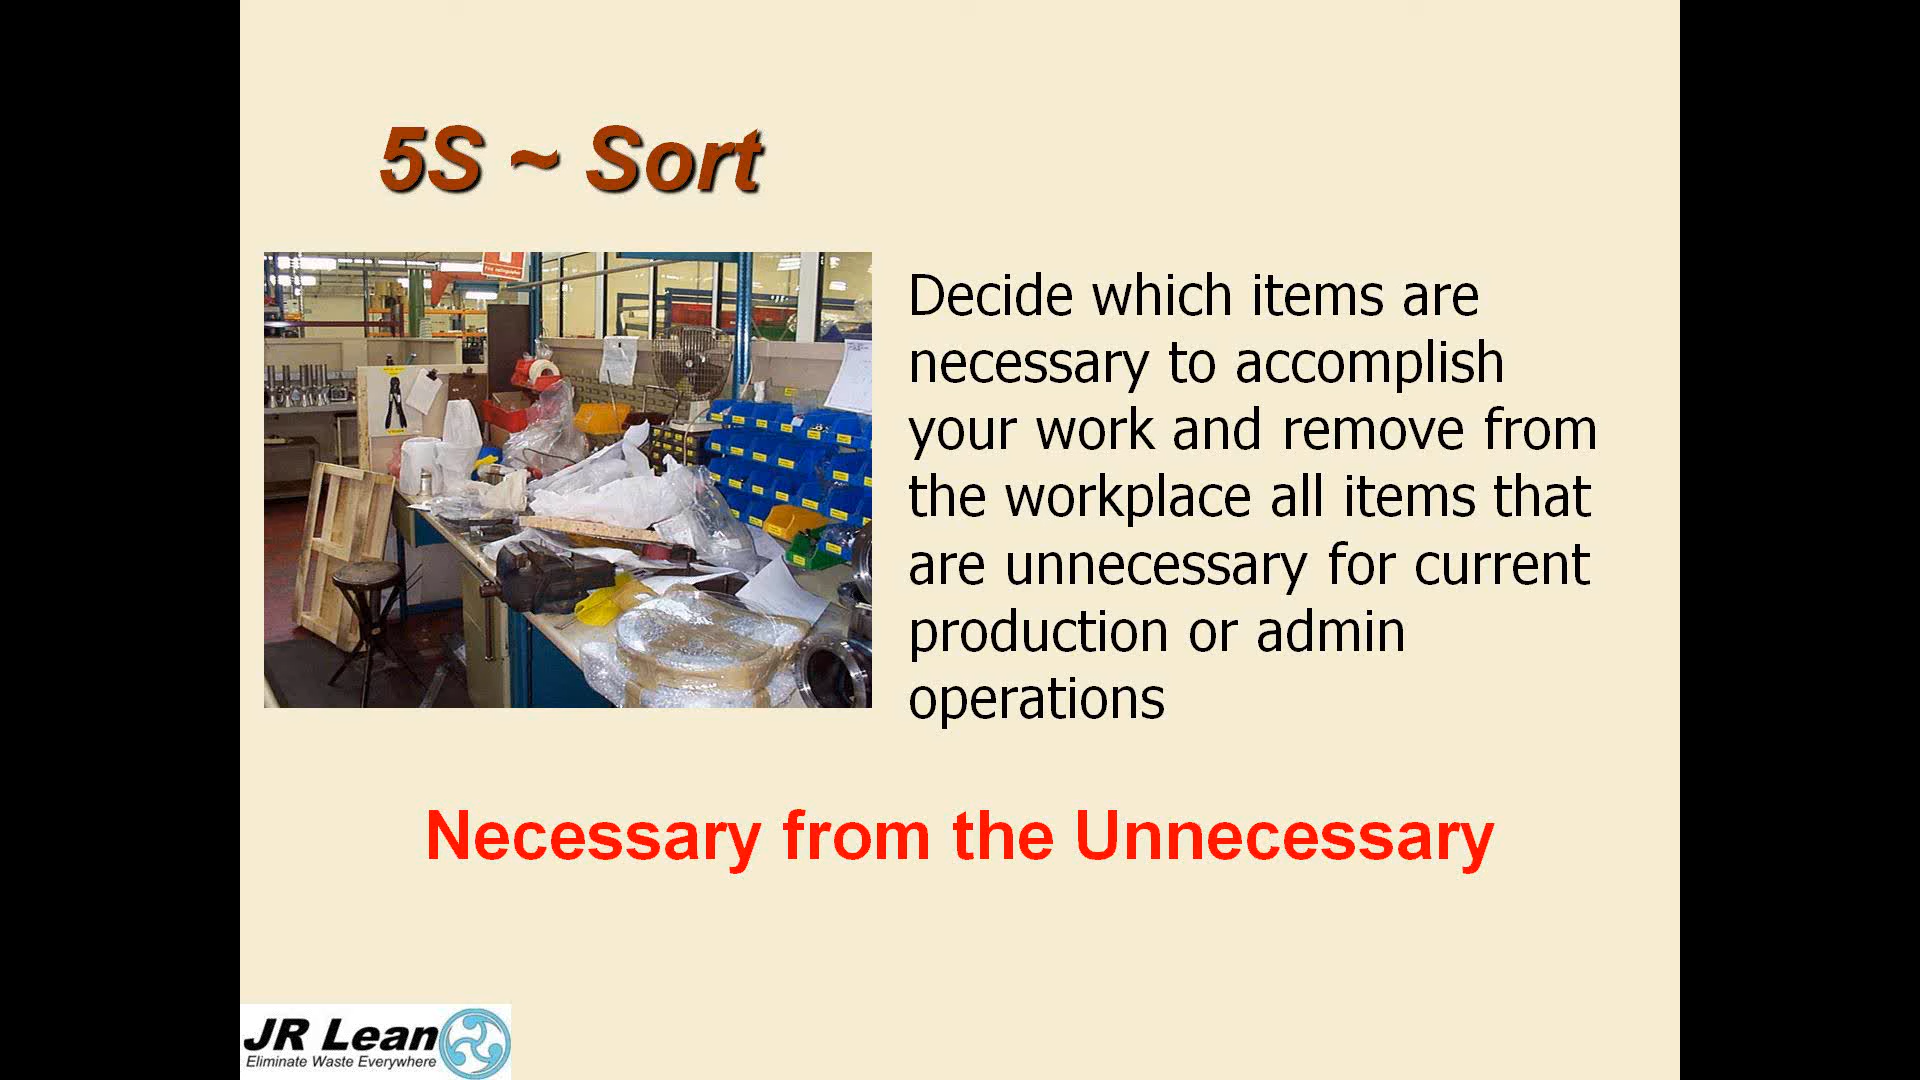 5S ~ Sort
Decide which items are
necessary to accomplish
your work and remove from
the workplace all items that
are unnecessary for current
production or admin
operations
Necessary from the Unnecessary
JR Lean
Eliminate Waste Everywhere